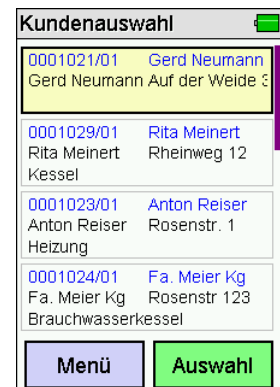 Kundenauswahl
0001021/01 Gerd Neumann
Gerd Neumann Auf der Weide 3
0001029/01 Rita Meinert
Rita Meinert Rheinweg 12
Kessel
0001023/01 Anton Reiser
Anton Reiser Rosenstr. 1
Heizung
0001024/01 Fa. Meier Kg
Fa. Meier Kg Rosenstr 123
Brauchwasserkessel
Menü Auswahl